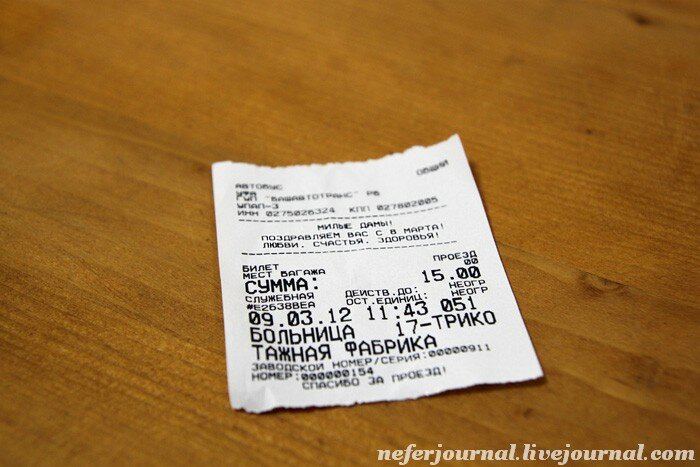 АВТОБУС ОБЩИЙ
УФА
ГУП "БАШАВТОТРАНС" РБ
УПАП-3
ИНН 0275026324 КПП 027802005
МИЛЫЕ ДАМЫ!
ПОЗДРАВЛЯЕМ ВАС С 8 МАРТА!
ЛЮБВИ, СЧАСТЬЯ, ЗДОРОВЬЯ!
БИЛЕТ ПРОЕЗД
МЕСТ БАГАЖА 00
СУММА: 15.00
СЛУЖЕБНАЯ ДЕЙСТВ.ДО: НЕОГР
#E2638BEA ОСТ.ЕДИНИЦ: НЕОГР
09.03.12 11:43 051
БОЛЬНИЦА 17-ТРИКО
ТАЖНАЯ ФАБРИКА
ЗАВОДСКОЙ НОМЕР/СЕРИЯ:00000911
НОМЕР:000000154
СПАСИБО ЗА ПРОЕЗД!
neferjournal.livejournal.com